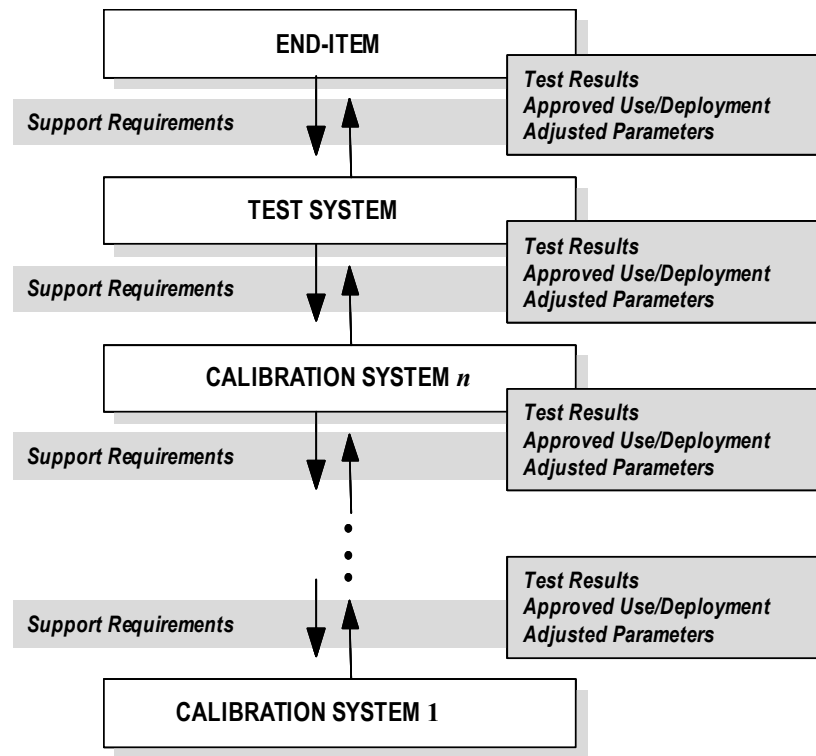 END-ITEM
Test Results
Approved Use/Deployment
Adjusted Parameters
Support Requirements
TEST SYSTEM
Test Results
Approved Use/Deployment
Adjusted Parameters
Support Requirements
CALIBRATION SYSTEM n
Test Results
Approved Use/Deployment
Adjusted Parameters
Support Requirements
Test Results
Approved Use/Deployment
Adjusted Parameters
Support Requirements
CALIBRATION SYSTEM 1